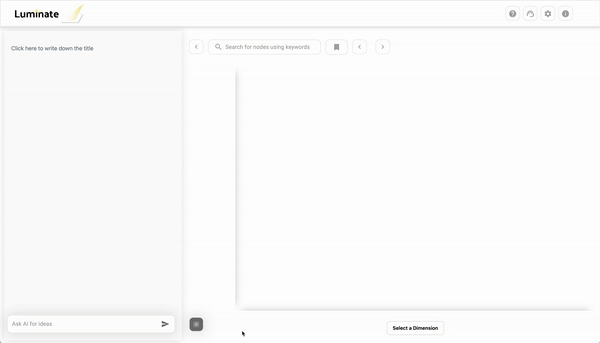 Luminate
Click here to write down the title
Search for nodes using keywords
Ask AI for ideas
Select a Dimension